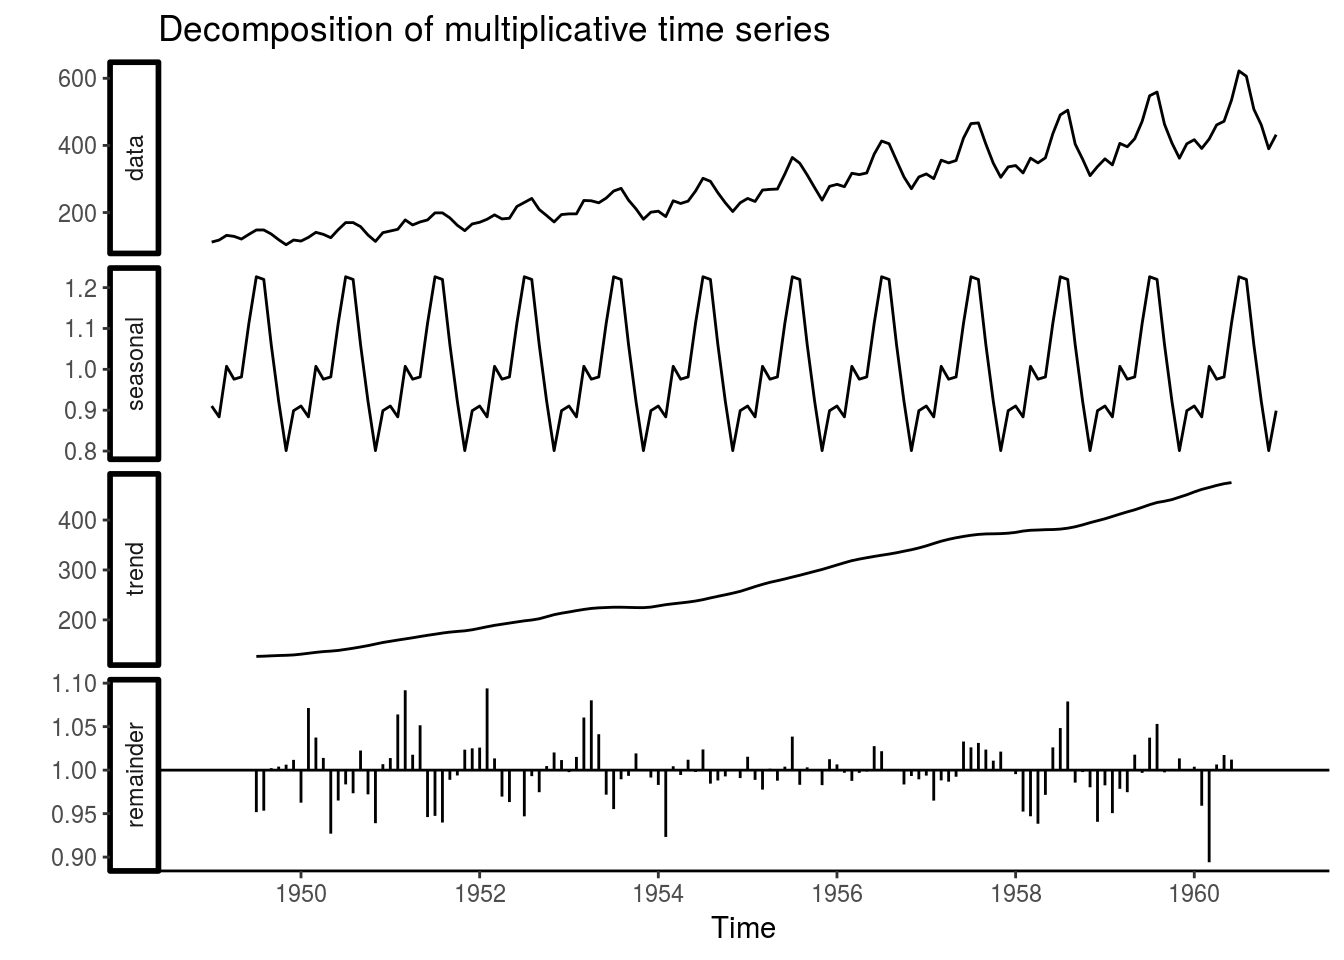 Decomposition of multiplicative time series
data
600
400
200
seasonal
1.2
1.1
1.0
0.9
0.8
trend
400
300
200
remainder
1.10
1.05
1.00
0.95
0.90
1950 1952 1954 1956 1958 1960
Time